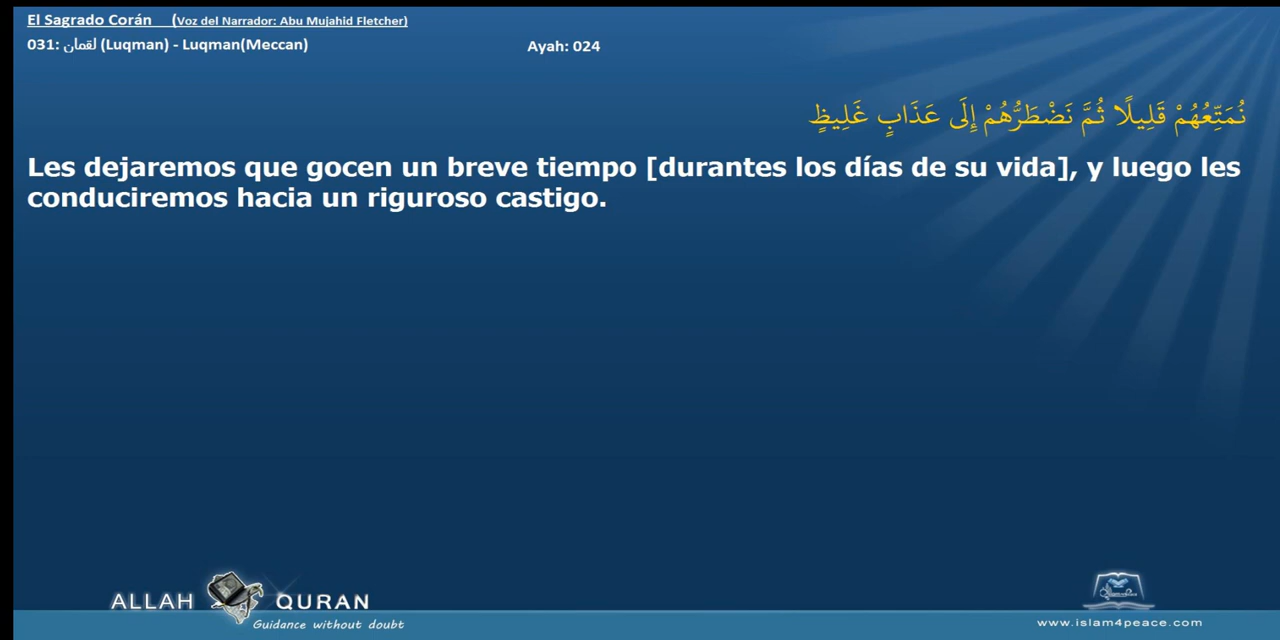 El Sagrado Corán (Voz del Narrador: Abu Mujahid Fletcher)
031: لقمان (Luqman) - Luqman(Meccan)
Ayah: 024
نُمَتِّعُهُمْ قَلِيلًا ثُمَّ نَضْطَرُّهُمْ إِلَى عَذَابٍ غَلِيظٍ
Les dejaremos que gocen un breve tiempo [durantes los días de su vida], y luego les
conduciremos hacia un riguroso castigo.
ALLAH QURAN
Guidance without doubt
www.islam4peace.com